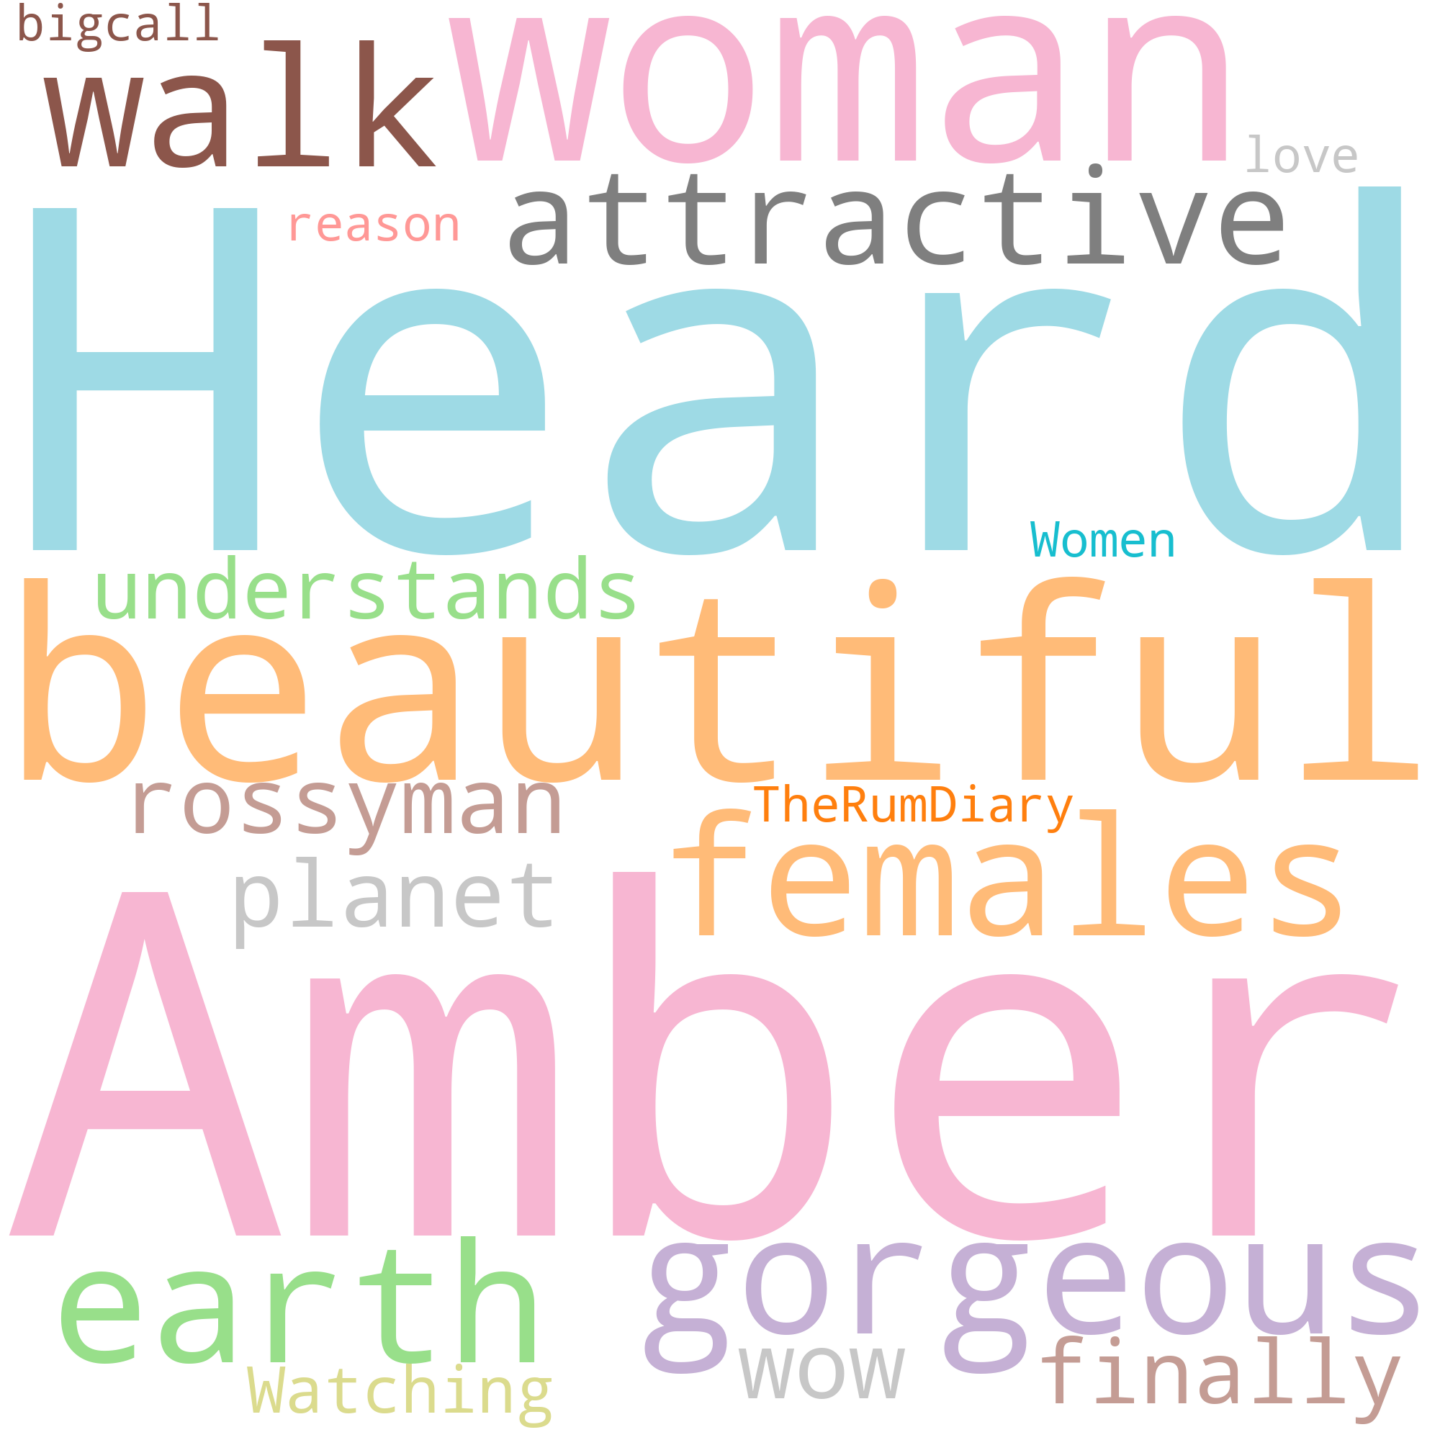 bigcall
walk woman
love
reason attractive
Heard
Women
understands
beautiful
rossyman TheRumDiary
planet females
Amber
earth gorgeous
Watching wow finally